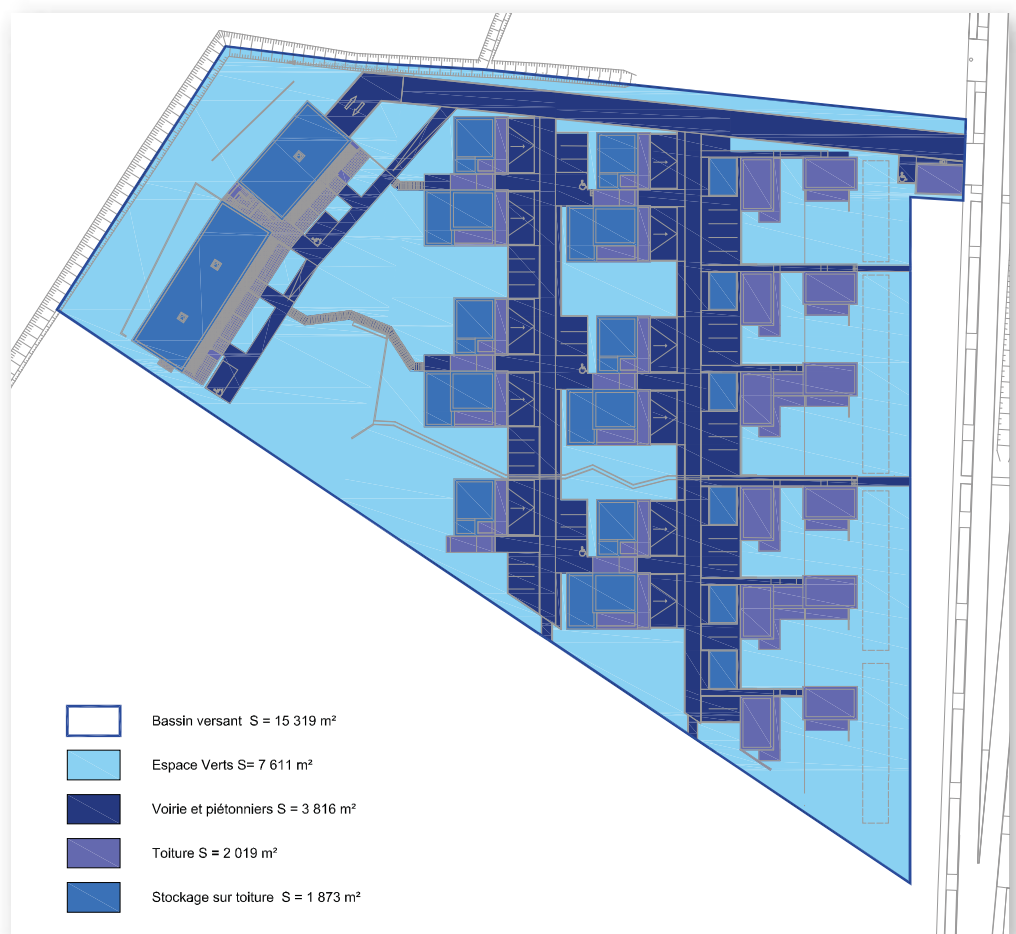 Bassin versant S = 15 319 m²
Espace Verts S= 7 611 m²
Voirie et piétonniers S = 3 816 m²
Toiture S = 2 019 m²
Stockage sur toiture S = 1 873 m²